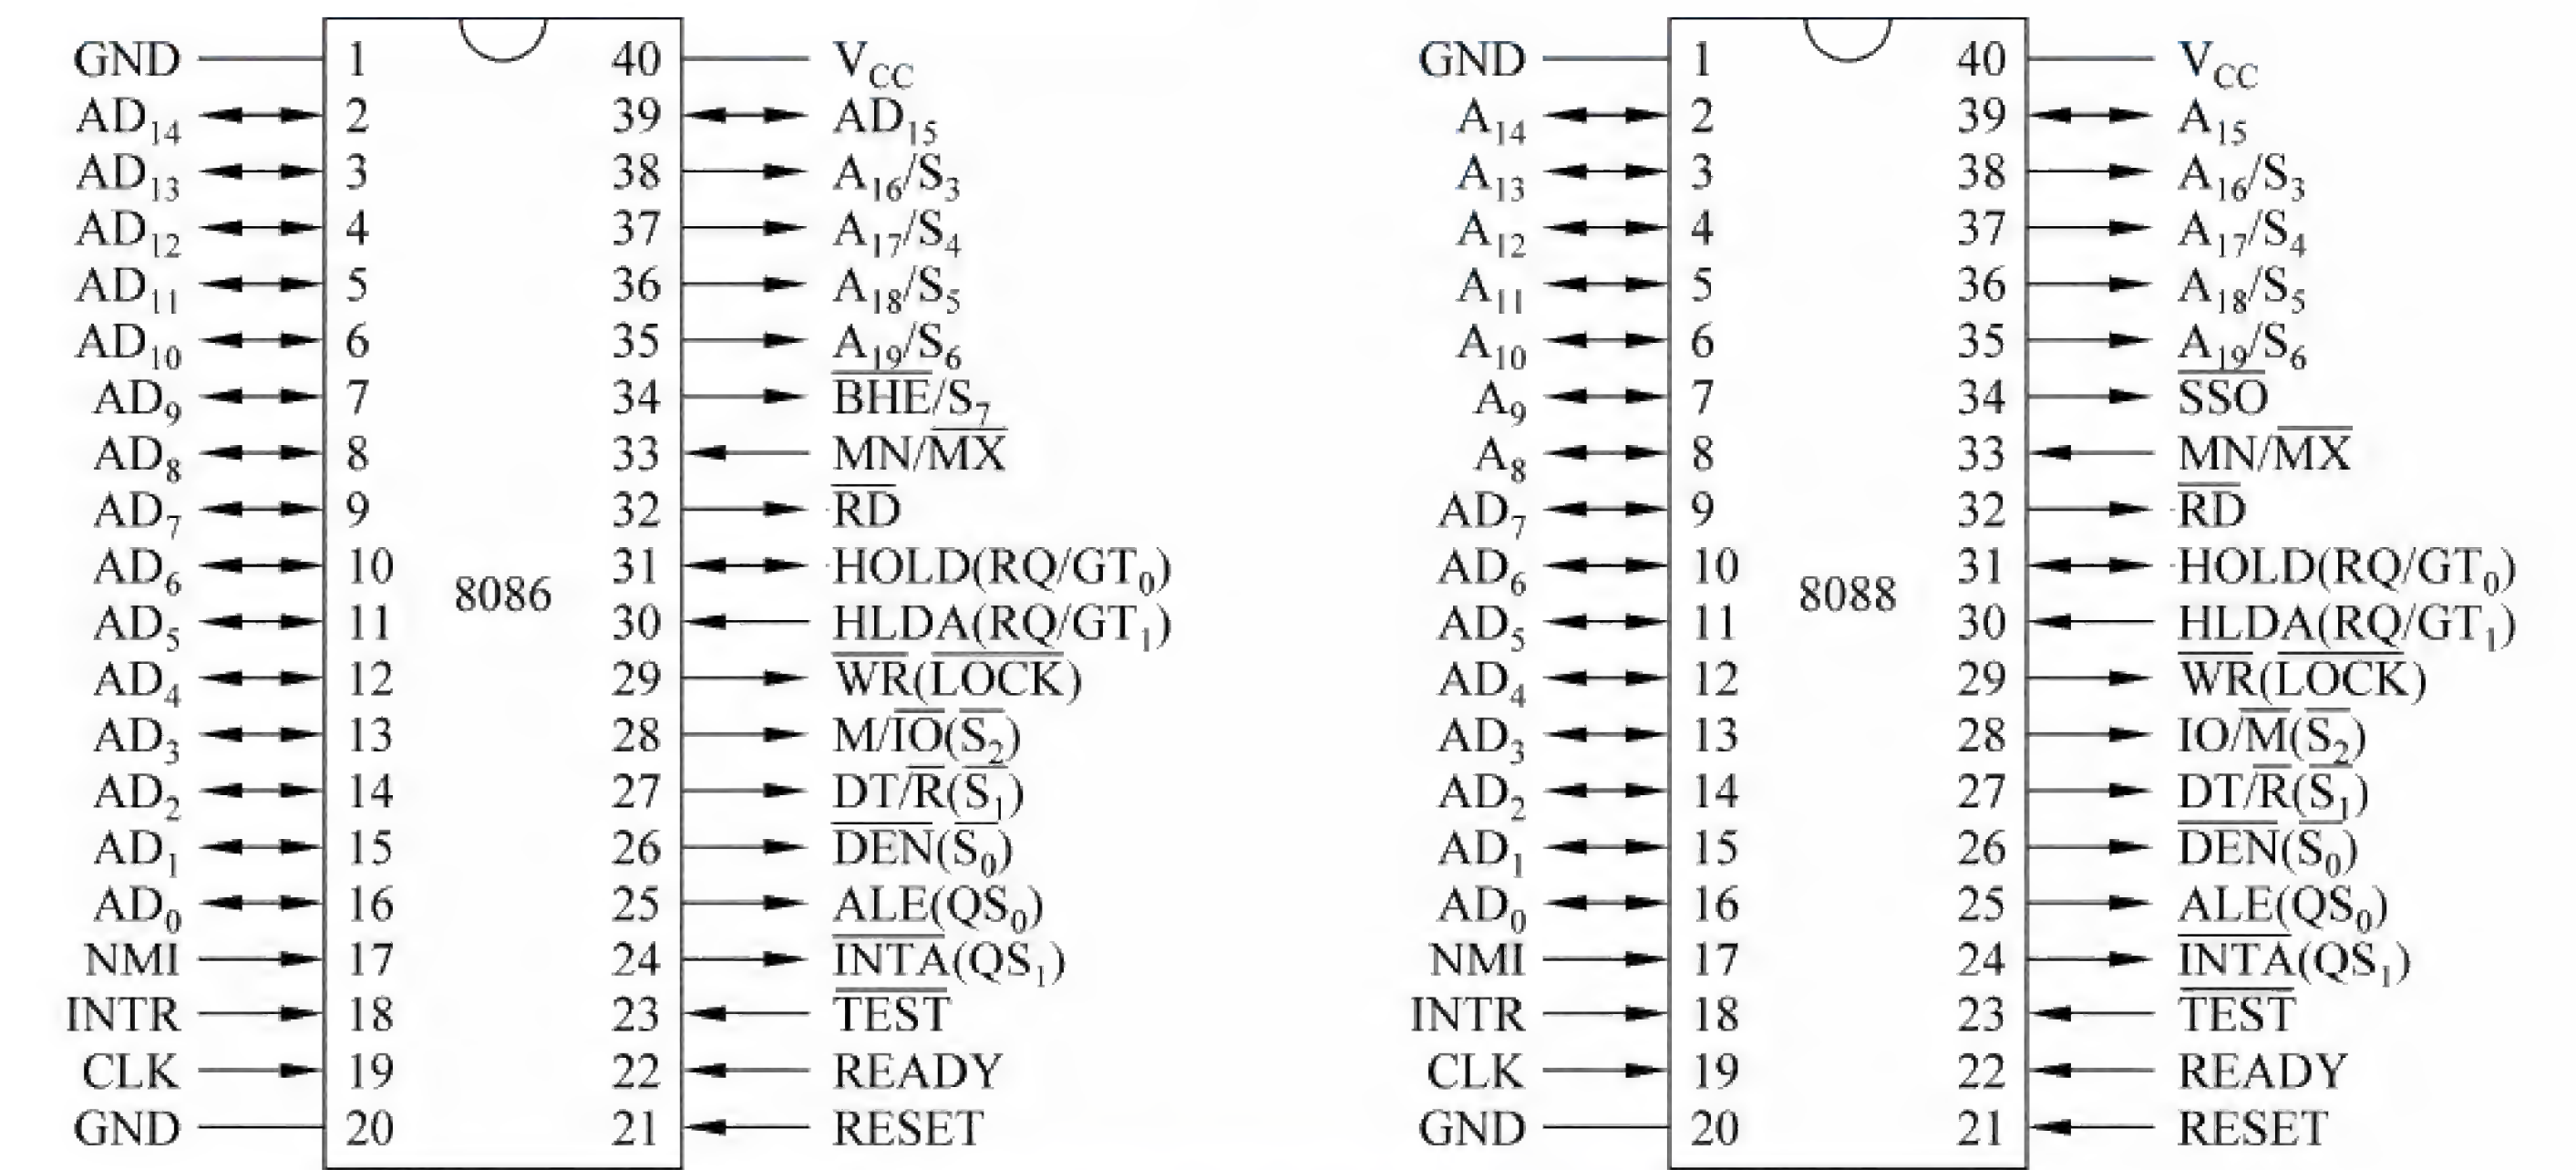 GND 1 40 V_CC GND 1 40 V_CC
AD₁₄ 2 39 AD₁₅ A₁₄ 2 39 A₁₅
AD₁₃ 3 38 A₁₆/S₃ A₁₃ 3 38 A₁₆/S₃
AD₁₂ 4 37 A₁₇/S₄ A₁₂ 4 37 A₁₇/S₄
AD₁₁ 5 36 A₁₈/S₅ A₁₁ 5 36 A₁₈/S₅
AD₁₀ 6 35 A₁₉/S₆ A₁₀ 6 35 A₁₉/S₆
AD₉ 7 34 BHE/S₇ A₉ 7 34 SSO
AD₈ 8 33 MN/MX A₈ 8 33 MN/MX
AD₇ 9 32 RD AD₇ 9 32 RD
AD₆ 10 31 HOLD(RQ/GT₀) AD₆ 10 31 HOLD(RQ/GT₀)
8086 8088
AD₅ 11 30 HLDA(RQ/GT₁) AD₅ 11 30 HLDA(RQ/GT₁)
AD₄ 12 29 WR(LOCK) AD₄ 12 29 WR(LOCK)
AD₃ 13 28 M/IO(S₂) AD₃ 13 28 IO/M(S₂)
AD₂ 14 27 DT/R(S₁) AD₂ 14 27 DT/R(S₁)
AD₁ 15 26 DEN(S₀) AD₁ 15 26 DEN(S₀)
AD₀ 16 25 ALE(QS₀) AD₀ 16 25 ALE(QS₀)
NMI 17 24 INTA(QS₁) NMI 17 24 INTA(QS₁)
INTR 18 23 TEST INTR 18 23 TEST
CLK 19 22 READY CLK 19 22 READY
GND 20 21 RESET GND 20 21 RESET